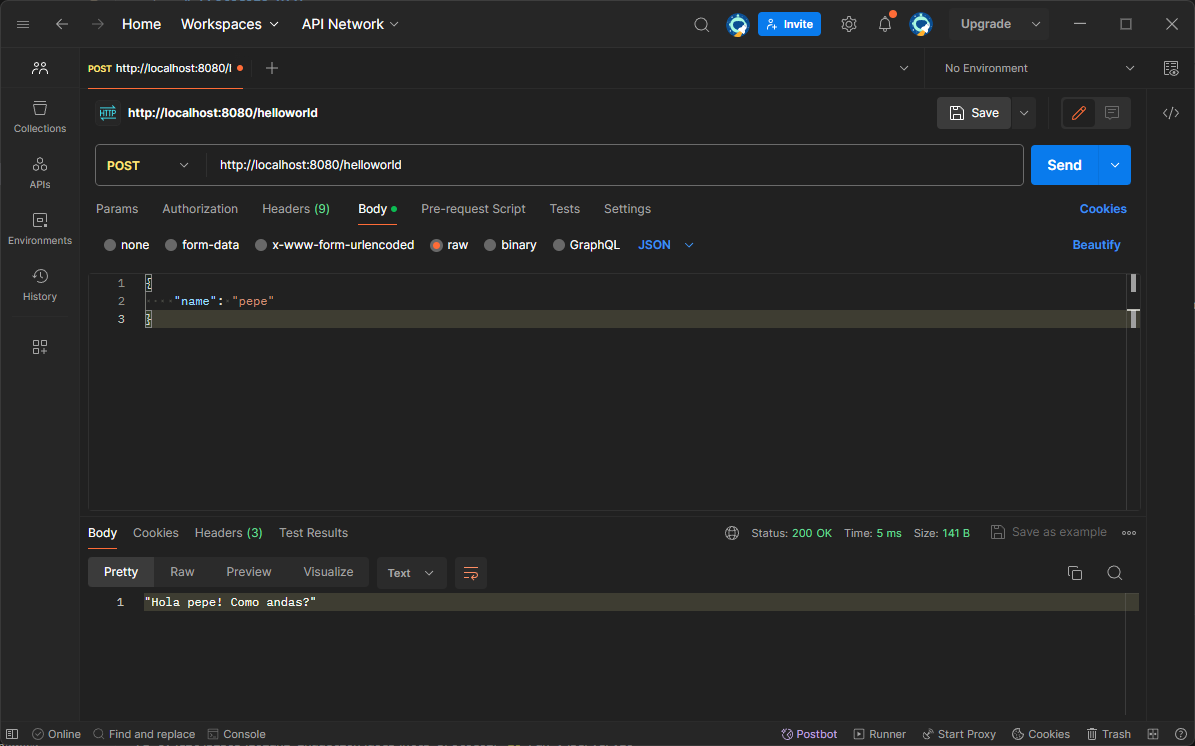 Home Workspaces API Network Invite Upgrade
POST http://localhost:8080/l No Environment
HTTP http://localhost:8080/helloworld Save
POST http://localhost:8080/helloworld Send
Params Authorization Headers (9) Body Pre-request Script Tests Settings Cookies
none form-data x-www-form-urlencoded raw binary GraphQL JSON Beautify
Collections
APIs
Environments
History
1 {
2 "name": "pepe"
3 }
Body Cookies Headers (3) Test Results Status: 200 OK Time: 5 ms Size: 141 B Save as example
Pretty Raw Preview Visualize Text
1 "Hola pepe! Como andas?"
Online Find and replace Console Postbot Runner Start Proxy Cookies Trash